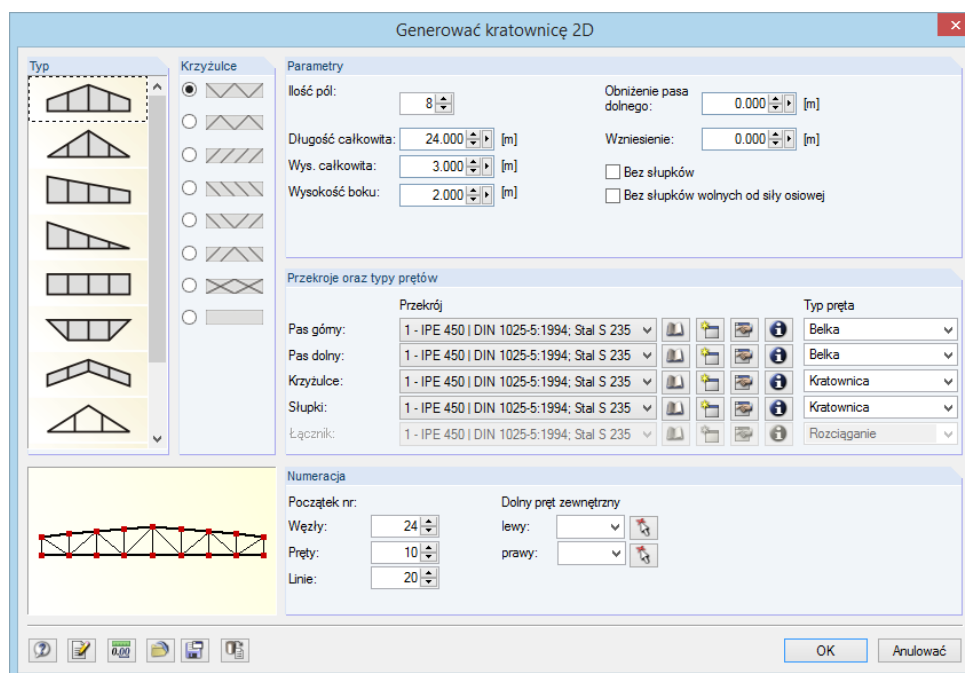 Generować kratownicę 2D
Typ
Krzyżulce
Parametry
Ilość pól:
8
Długość całkowita:
24.000
[m]
Wys. całkowita:
3.000
[m]
Wysokość boku:
2.000
[m]
Obniżenie pasa
dolnego:
0.000
[m]
Wzniesienie:
0.000
[m]
Bez słupków
Bez słupków wolnych od siły osiowej
Przekroje oraz typy prętów
Przekrój
Typ pręta
Pas górny:
1 - IPE 450 | DIN 1025-5:1994; Stal S 235
Belka
Pas dolny:
1 - IPE 450 | DIN 1025-5:1994; Stal S 235
Belka
Krzyżulce:
1 - IPE 450 | DIN 1025-5:1994; Stal S 235
Kratownica
Słupki:
1 - IPE 450 | DIN 1025-5:1994; Stal S 235
Kratownica
Łącznik:
1 - IPE 450 | DIN 1025-5:1994; Stal S 235
Rozciąganie
Numeracja
Początek nr:
Węzły:
24
Pręty:
10
Linie:
20
Dolny pręt zewnętrzny
lewy:
prawy:
0.00
OK
Anulować